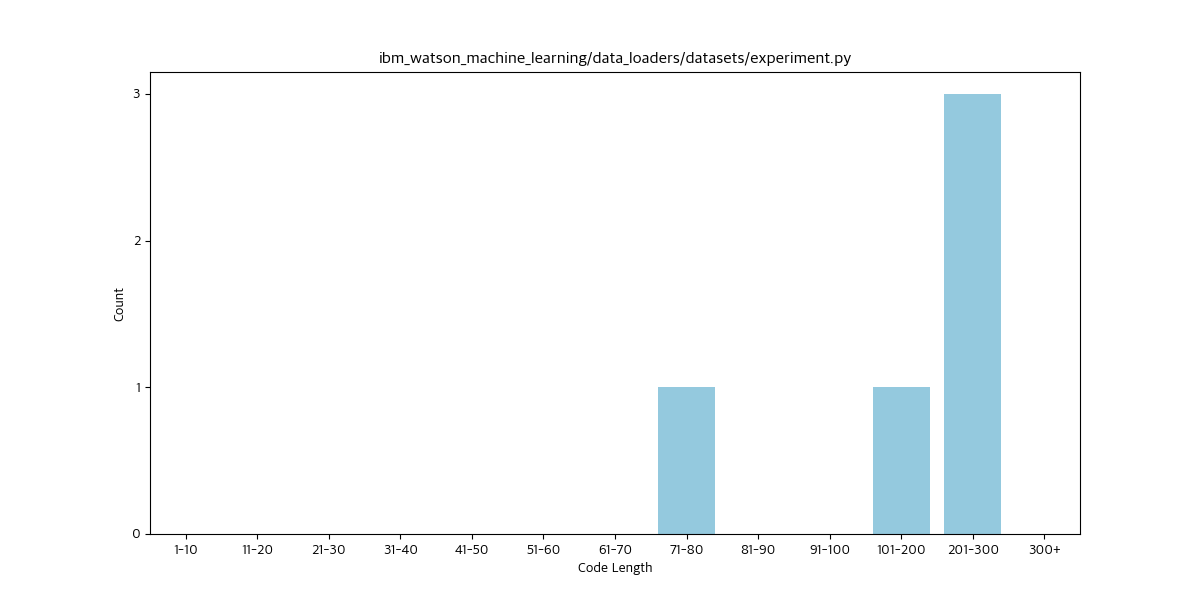 ibm_watson_machine_learning/data_loaders/datasets/experiment.py
Count
3
2
1
0
1-10 11-20 21-30 31-40 41-50 51-60 61-70 71-80 81-90 91-100 101-200 201-300 300+
Code Length